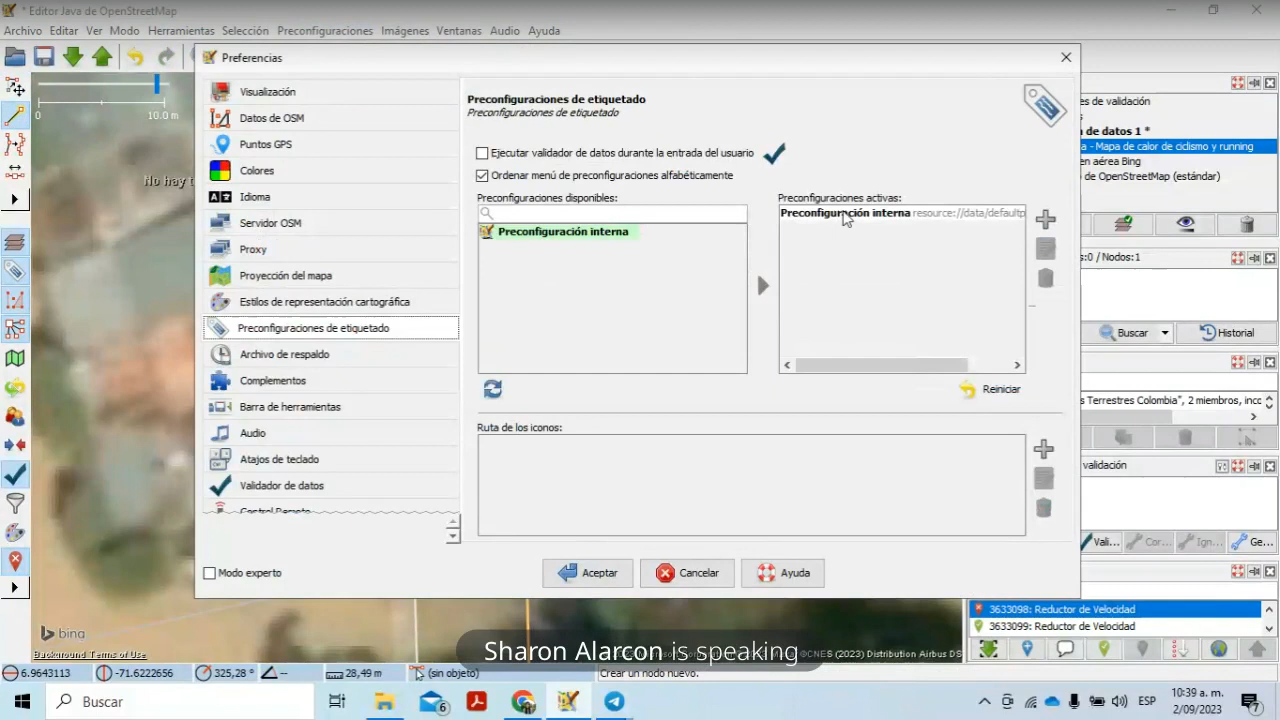 * Editor Java de OpenStreetMap
Archivo Editar Ver Modo Herramientas Selección Preconfiguraciones Imágenes Ventanas Audio Ayuda
Preferencias
0
10.0 m
No hay t
Visualización
Datos de OSM
Puntos GPS
Colores
Idioma
Servidor OSM
Proxy
Proyección del mapa
Estilos de representación cartográfica
Preconfiguraciones de etiquetado
Archivo de respaldo
Complementos
Barra de herramientas
Audio
Atajos de teclado
Validador de datos
Control Remoto
Modo experto
Preconfiguraciones de etiquetado
Preconfiguraciones de etiquetado
Ejecutar validador de datos durante la entrada del usuario
Ordenar menú de preconfiguraciones alfabéticamente
Preconfiguraciones disponibles:
Preconfiguración interna
Preconfiguraciones activas:
Preconfiguración interna resource://data/defaultp
Reiniciar
Ruta de los iconos:
Aceptar
Cancelar
Ayuda
es de validación
a de datos 1 *
a - Mapa de calor de ciclismo y running
en aérea Bing
de OpenStreetMap (estándar)
s:0 / Nodos:1
Buscar
Historial
s Terrestres Colombia", 2 miembros, inco
validación
Vali...
Cor...
Ign...
Ge...
3633098: Reductor de Velocidad
3633099: Reductor de Velocidad
bing
Background Terms of Use
©CNES (2023) Distribution Airbus DS
Sharon Alarcon is speaking
6.9643113
-71.6222656
325,28 °
--
28,49 m
(sin objeto)
Crear un nodo nuevo.
Buscar
6
ESP
10:39 a. m.
2/09/2023
7